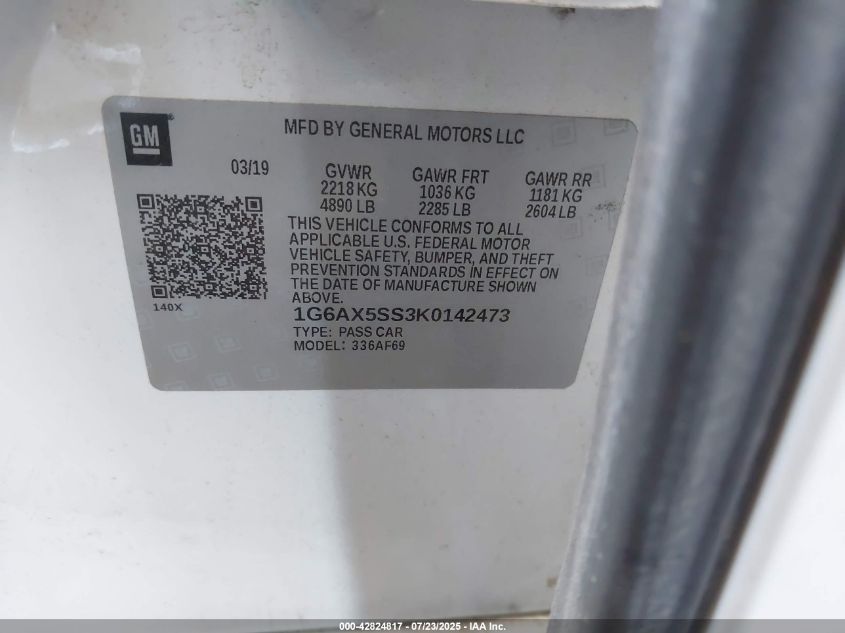 GM
MFD BY GENERAL MOTORS LLC
03/19
GVWR
2218 KG
4890 LB
GAWR FRT
1036 KG
2285 LB
GAWR RR
1181 KG
2604 LB
THIS VEHICLE CONFORMS TO ALL
APPLICABLE U.S. FEDERAL MOTOR
VEHICLE SAFETY, BUMPER, AND THEFT
PREVENTION STANDARDS IN EFFECT ON
THE DATE OF MANUFACTURE SHOWN
ABOVE.
140X
1G6AX5SS3K0142473
TYPE: PASS CAR
MODEL: 336AF69
000-42824817 - 07/23/2025 - IAA Inc.